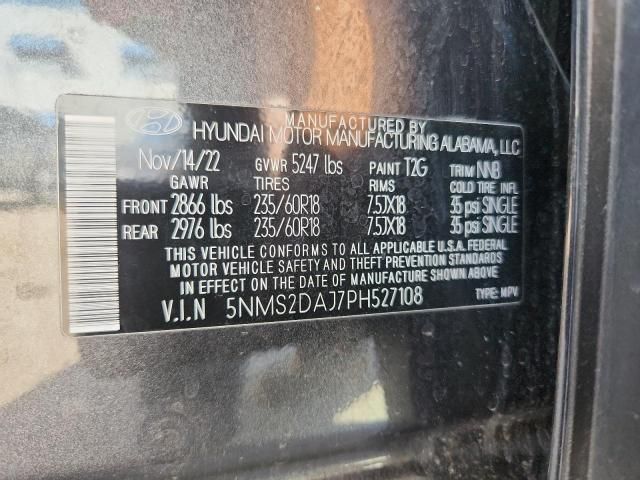 MANUFACTURED BY
HYUNDAI MOTOR MANUFACTURING ALABAMA, LLC
Nov/14/22 GVWR 5247 lbs PAINT T2G TRIM NNB
GAWR TIRES RIMS COLD TIRE INFL
FRONT 2866 lbs 235/60R18 7.5JX18 35 psi SINGLE
REAR 2976 lbs 235/60R18 7.5JX18 35 psi SINGLE
THIS VEHICLE CONFORMS TO ALL APPLICABLE U.S.A. FEDERAL
MOTOR VEHICLE SAFETY AND THEFT PREVENTION STANDARDS
IN EFFECT ON THE DATE OF MANUFACTURE SHOWN ABOVE.
V.I.N 5NMS2DAJ7PH527108 TYPE: MPV